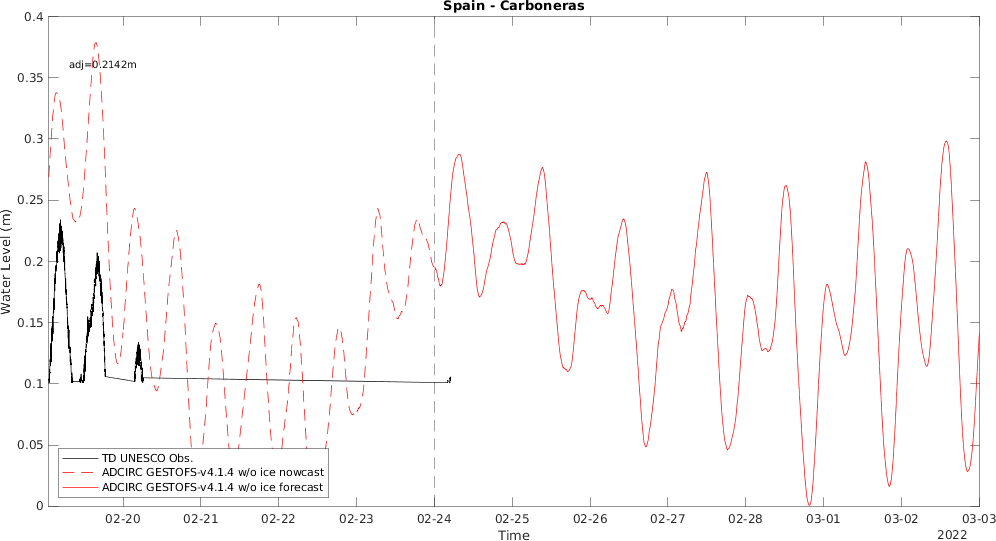 Spain - Carboneras
adj=0.2142m
Water Level (m)
0.4
0.35
0.3
0.25
0.2
0.15
0.1
0.05
0
TD UNESCO Obs.
ADCIRC GESTOFS-v4.1.4 w/o ice nowcast
ADCIRC GESTOFS-v4.1.4 w/o ice forecast
02-20 02-21 02-22 02-23 02-24 02-25 02-26 02-27 02-28 03-01 03-02 03-03
Time
2022